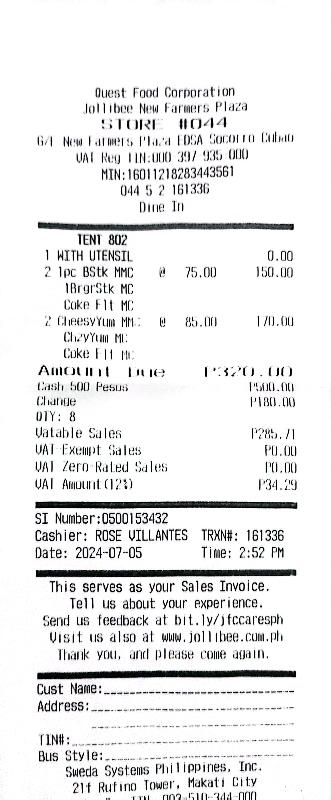 Quest Food Corporation
Jollibee New Farmers Plaza
STORE #044
G/F New Farmers Plaza EDSA Socorro Cubao
VAT Reg TIN:000 397 935 000
MIN:16011218283443561
044 5 2 161336
Dine In
TENT 802
1 WITH UTENSIL 0.00
2 1pc BStk MMC @ 75.00 150.00
1BrgrStk MC
Coke Flt MC
2 CheesyYum MMC @ 85.00 170.00
ChzyYum MC
Coke Flt MC
Amount Due P320.00
Cash 500 Pesos P500.00
Change P180.00
QTY: 8
Vatable Sales P285.71
VAT Exempt Sales P0.00
VAT Zero-Rated Sales P0.00
VAT Amount(12%) P34.29
SI Number:0500153432
Cashier: ROSE VILLANTES TRXN#: 161336
Date: 2024-07-05 Time: 2:52 PM
This serves as your Sales Invoice.
Tell us about your experience.
Send us feedback at bit.ly/jfccaresph
Visit us also at www.jollibee.com.ph
Thank you, and please come again.
Cust Name:
Address:
TIN#:
Bus Style:
Sweda Systems Philippines, Inc.
21f Rufino Tower, Makati City
TIN 003-510-344-000